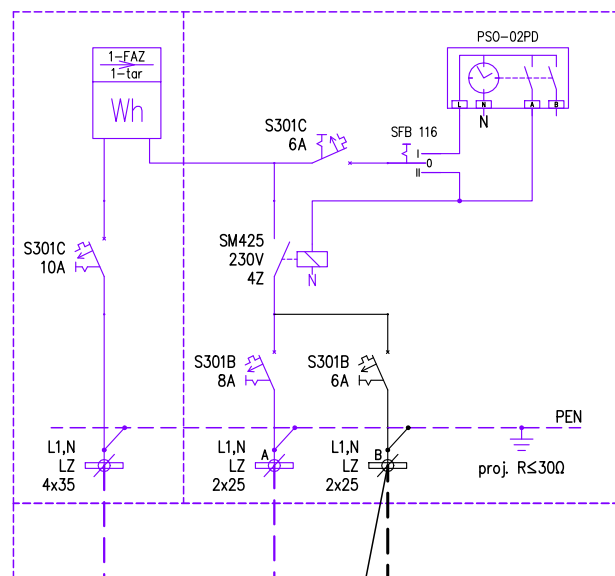 PSO-02PD
1-FAZ
1-tar
Wh
L N A B
N
S301C
6A
SFB 116
I
0
II
S301C
10A
SM425
230V
4Z
N
S301B
8A
S301B
6A
PEN
L1,N
LZ
4x35
A
L1,N
LZ
2x25
B
L1,N
LZ
2x25
proj. R≤30Ω